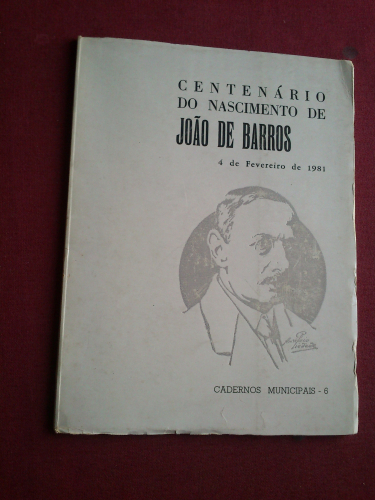 CENTENÁRIO
DO NASCIMENTO DE
JOÃO DE BARROS
4 de Fevereiro de 1981
CADERNOS MUNICIPAIS - 6